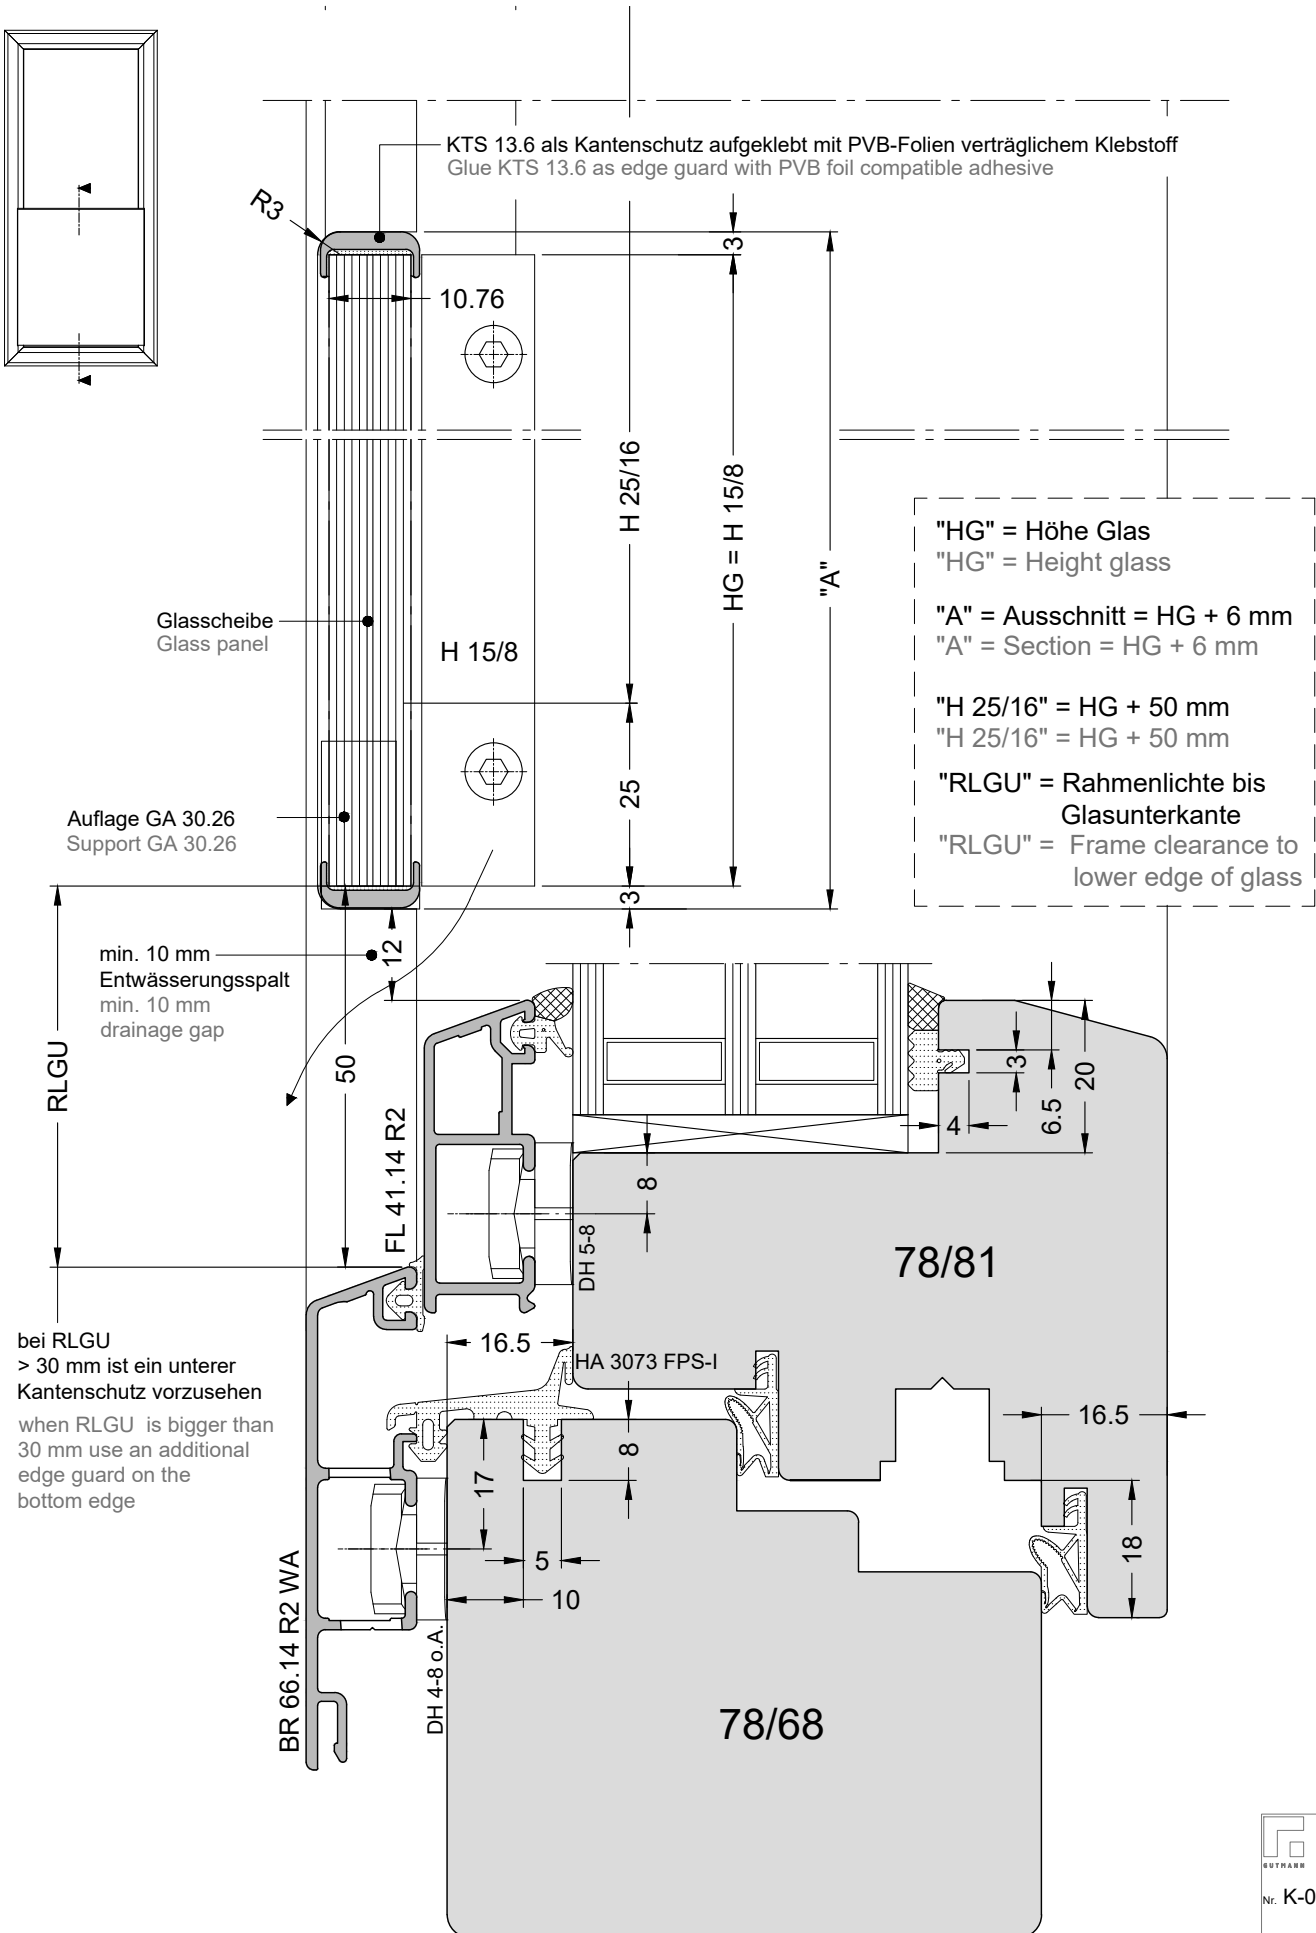 KTS 13.6 als Kantenschutz aufgeklebt mit PVB-Folien verträglichem Klebstoff
Glue KTS 13.6 as edge guard with PVB foil compatible adhesive
R3
3
10.76
H 25/16
HG = H 15/8
"A"
"HG" = Höhe Glas
"HG" = Height glass
"A" = Ausschnitt = HG + 6 mm
"A" = Section = HG + 6 mm
"H 25/16" = HG + 50 mm
"H 25/16" = HG + 50 mm
"RLGU" = Rahmenlichte bis
Glasunterkante
"RLGU" = Frame clearance to
lower edge of glass
Glasscheibe
Glass panel
H 15/8
25
Auflage GA 30.26
Support GA 30.26
3
min. 10 mm
Entwässerungsspalt
min. 10 mm
drainage gap
12
RLGU
50
FL 41.14 R2
3
20
6.5
4
8
DH 5-8
78/81
bei RLGU
> 30 mm ist ein unterer
Kantenschutz vorzusehen
when RLGU is bigger than
30 mm use an additional
edge guard on the
bottom edge
16.5
HA 3073 FPS-I
16.5
8
17
18
5
10
BR 66.14 R2 WA
DH 4-8 o.A.
78/68
GUTMANN
Nr. K-0